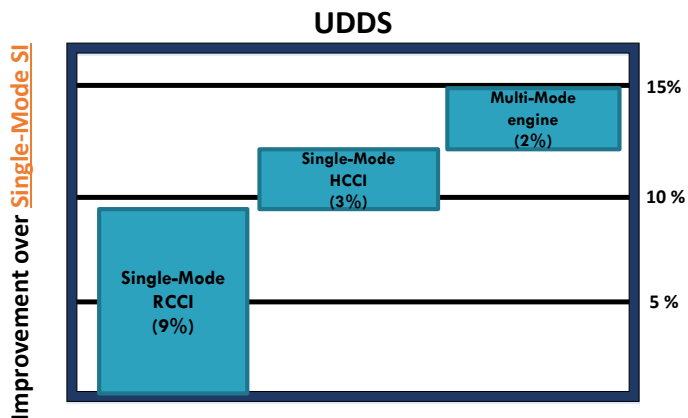 UDDS
Improvement over Single-Mode SI
15%
Multi-Mode
engine
(2%)
Single-Mode
HCCI
(3%)
10 %
Single-Mode
RCCI
(9%)
5 %